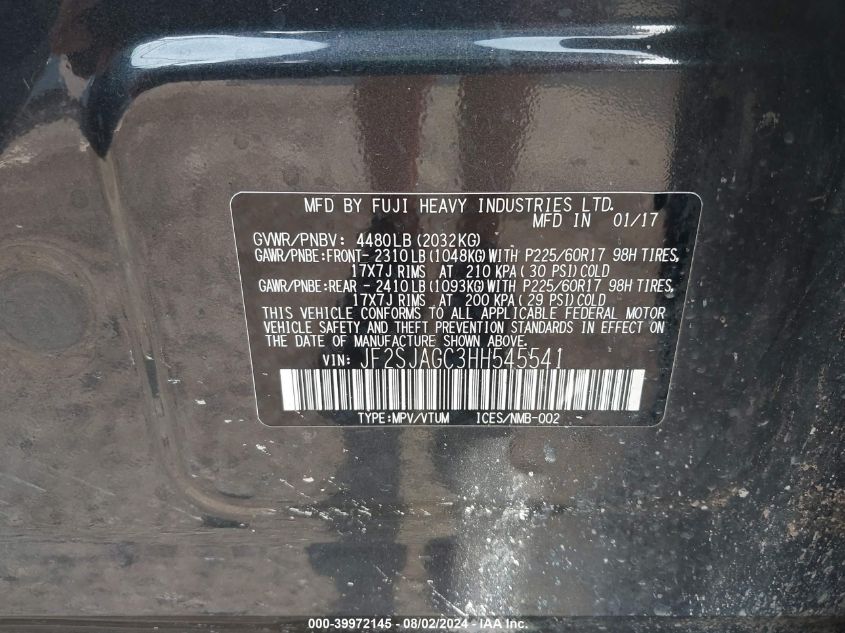 MFD BY FUJI HEAVY INDUSTRIES LTD.
MFD IN 01/17
GVWR/PNBV: 4480LB(2032KG)
GAWR/PNBE:FRONT- 2310LB(1048KG)WITH P225/60R17 98H TIRES,
17X7J RIMS AT 210 KPA(30 PSI)COLD
GAWR/PNBE:REAR - 2410LB(1093KG)WITH P225/60R17 98H TIRES,
17X7J RIMS AT 200 KPA(29 PSI)COLD
THIS VEHICLE CONFORMS TO ALL APPLICABLE FEDERAL MOTOR
VEHICLE SAFETY AND THEFT PREVENTION STANDARDS IN EFFECT ON
THE DATE OF MANUFACTURE SHOWN ABOVE.
VIN: JF2SJAGC3HH545541
TYPE:MPV/VTUM ICES/NMB-002
000-39972145 - 08/02/2024 - IAA Inc.